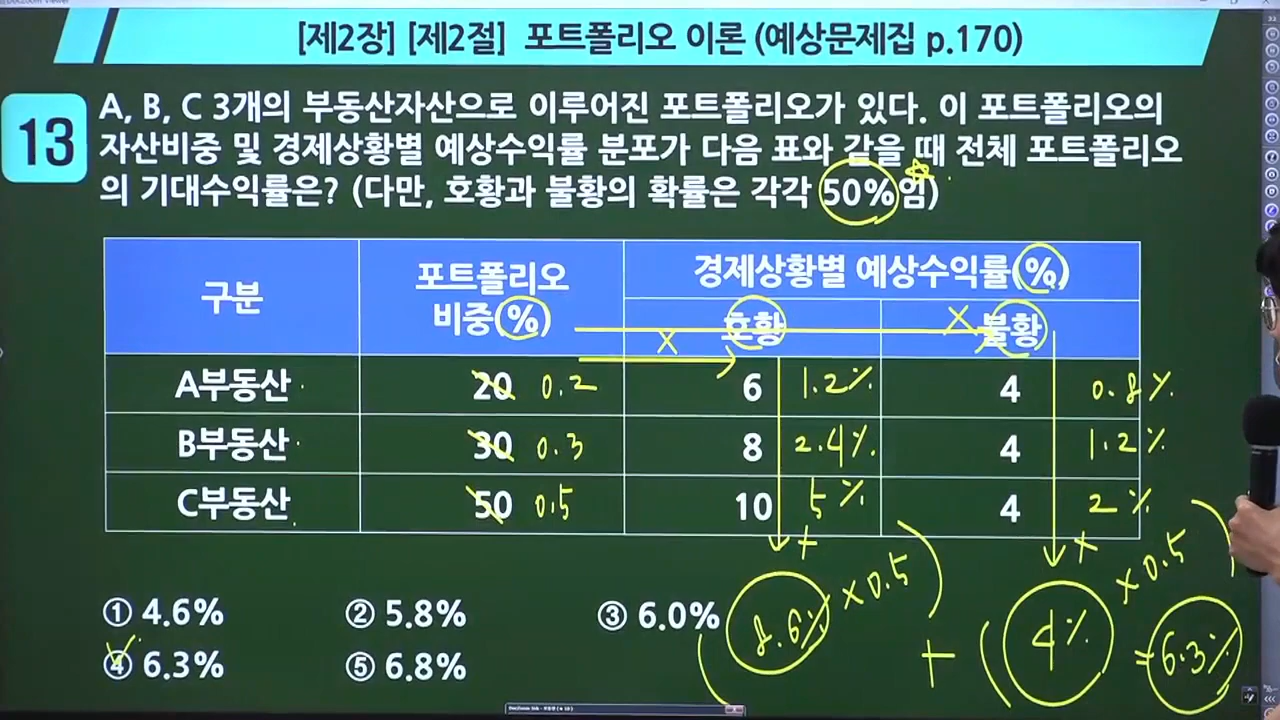 [제2장] [제2절] 포트폴리오 이론 (예상문제집 p.170)
13
A, B, C 3개의 부동산자산으로 이루어진 포트폴리오가 있다. 이 포트폴리오의
자산비중 및 경제상황별 예상수익률 분포가 다음 표와 같을 때 전체 포트폴리오
의 기대수익률은? (다만, 호황과 불황의 확률은 각각 50%임)
구분
포트폴리오
비중(%)
경제상황별 예상수익률(%)
호황 × 불황
×
A부동산 20 0.2 6 1.2% 4 0.8%
B부동산 30 0.3 8 2.4% 4 1.2%
C부동산 50 0.5 10 5% 4 2%
+ +
(8.6% × 0.5) + (4% × 0.5) = 6.3%
① 4.6% ② 5.8% ③ 6.0%
④ 6.3% ⑤ 6.8%